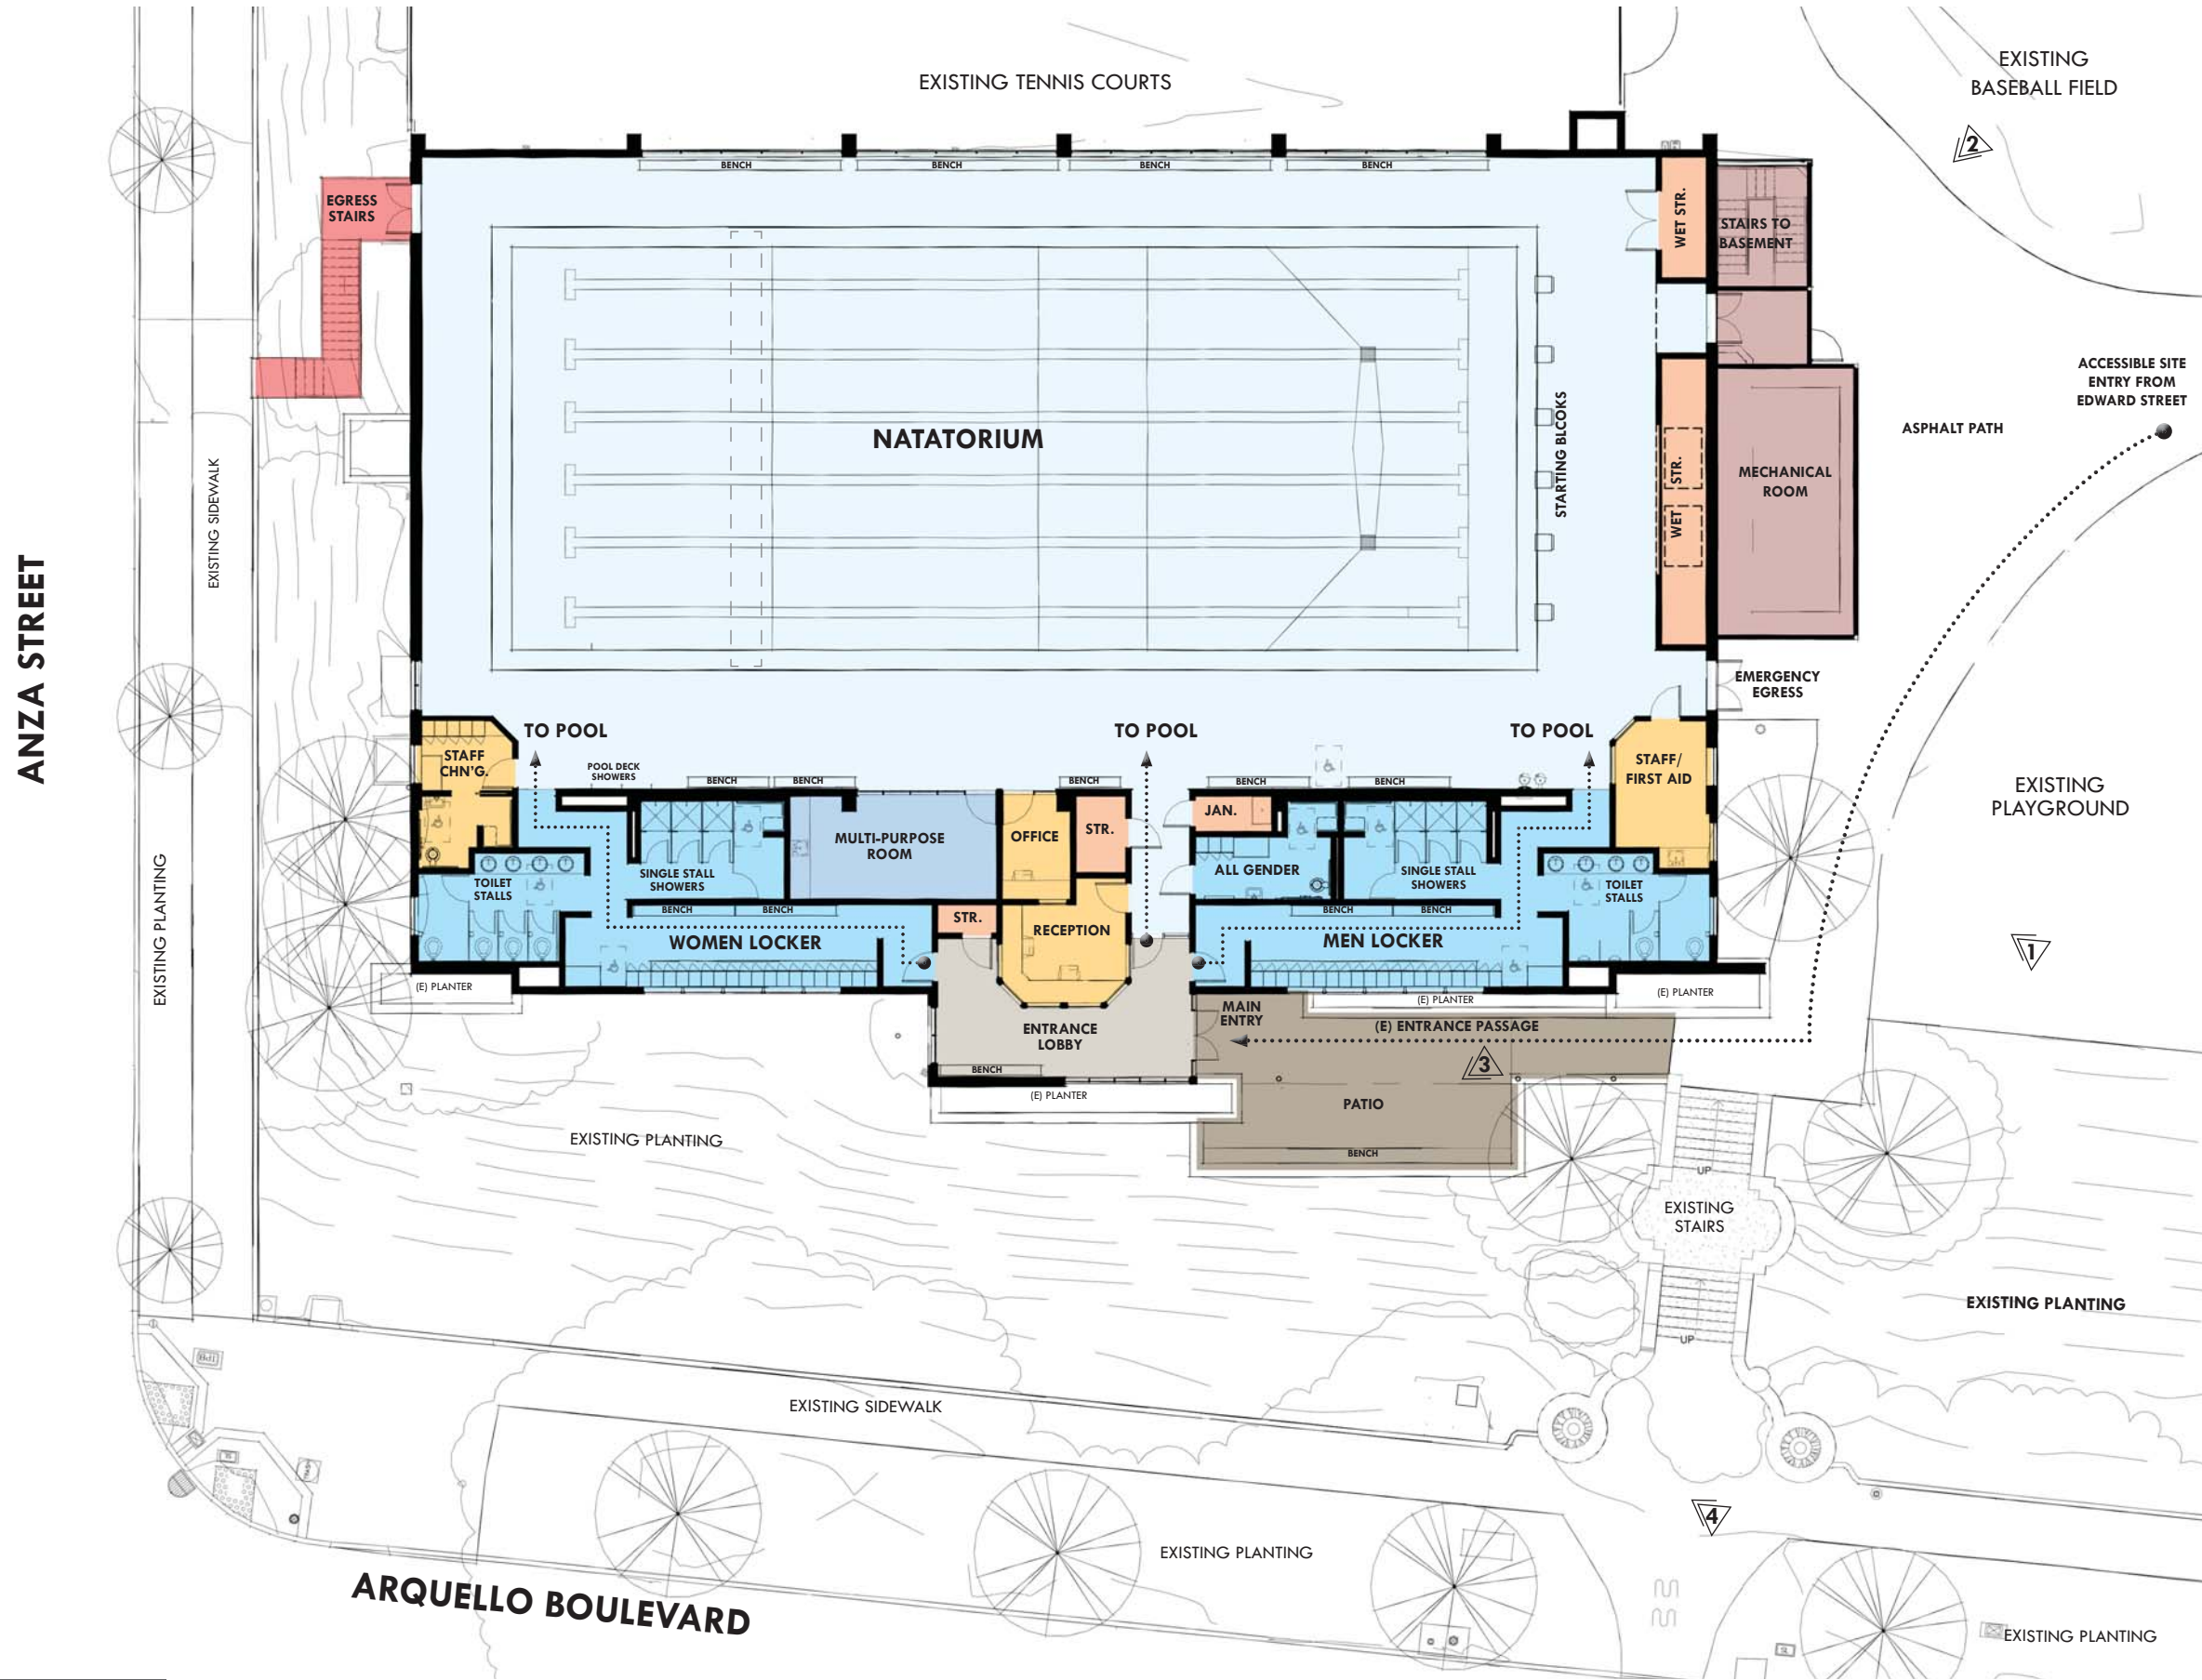 EXISTING TENNIS COURTS
EXISTING
BASEBALL FIELD
2
BENCH
BENCH
BENCH
BENCH
EGRESS
STAIRS
WET STR.
STAIRS TO
BASEMENT
ACCESSIBLE SITE
ENTRY FROM
EDWARD STREET
ASPHALT PATH
NATATORIUM
STARTING BLCOKS
WET STR.
MECHANICAL
ROOM
EXISTING SIDEWALK
ANZA STREET
EMERGENCY
EGRESS
TO POOL
TO POOL
TO POOL
STAFF
CHN'G.
POOL DECK
SHOWERS
BENCH
BENCH
BENCH
BENCH
BENCH
STAFF/
FIRST AID
EXISTING
PLAYGROUND
MULTI-PURPOSE
ROOM
OFFICE
STR.
JAN.
SINGLE STALL
SHOWERS
ALL GENDER
SINGLE STALL
SHOWERS
TOILET
STALLS
TOILET
STALLS
BENCH
BENCH
STR.
RECEPTION
BENCH
BENCH
WOMEN LOCKER
MEN LOCKER
1
EXISTING PLANTING
(E) PLANTER
(E) PLANTER
(E) PLANTER
MAIN
ENTRY
(E) ENTRANCE PASSAGE
ENTRANCE
LOBBY
3
BENCH
(E) PLANTER
PATIO
BENCH
EXISTING PLANTING
UP
EXISTING
STAIRS
EXISTING PLANTING
UP
EXISTING SIDEWALK
4
EXISTING PLANTING
ARQUELLO BOULEVARD
EXISTING PLANTING